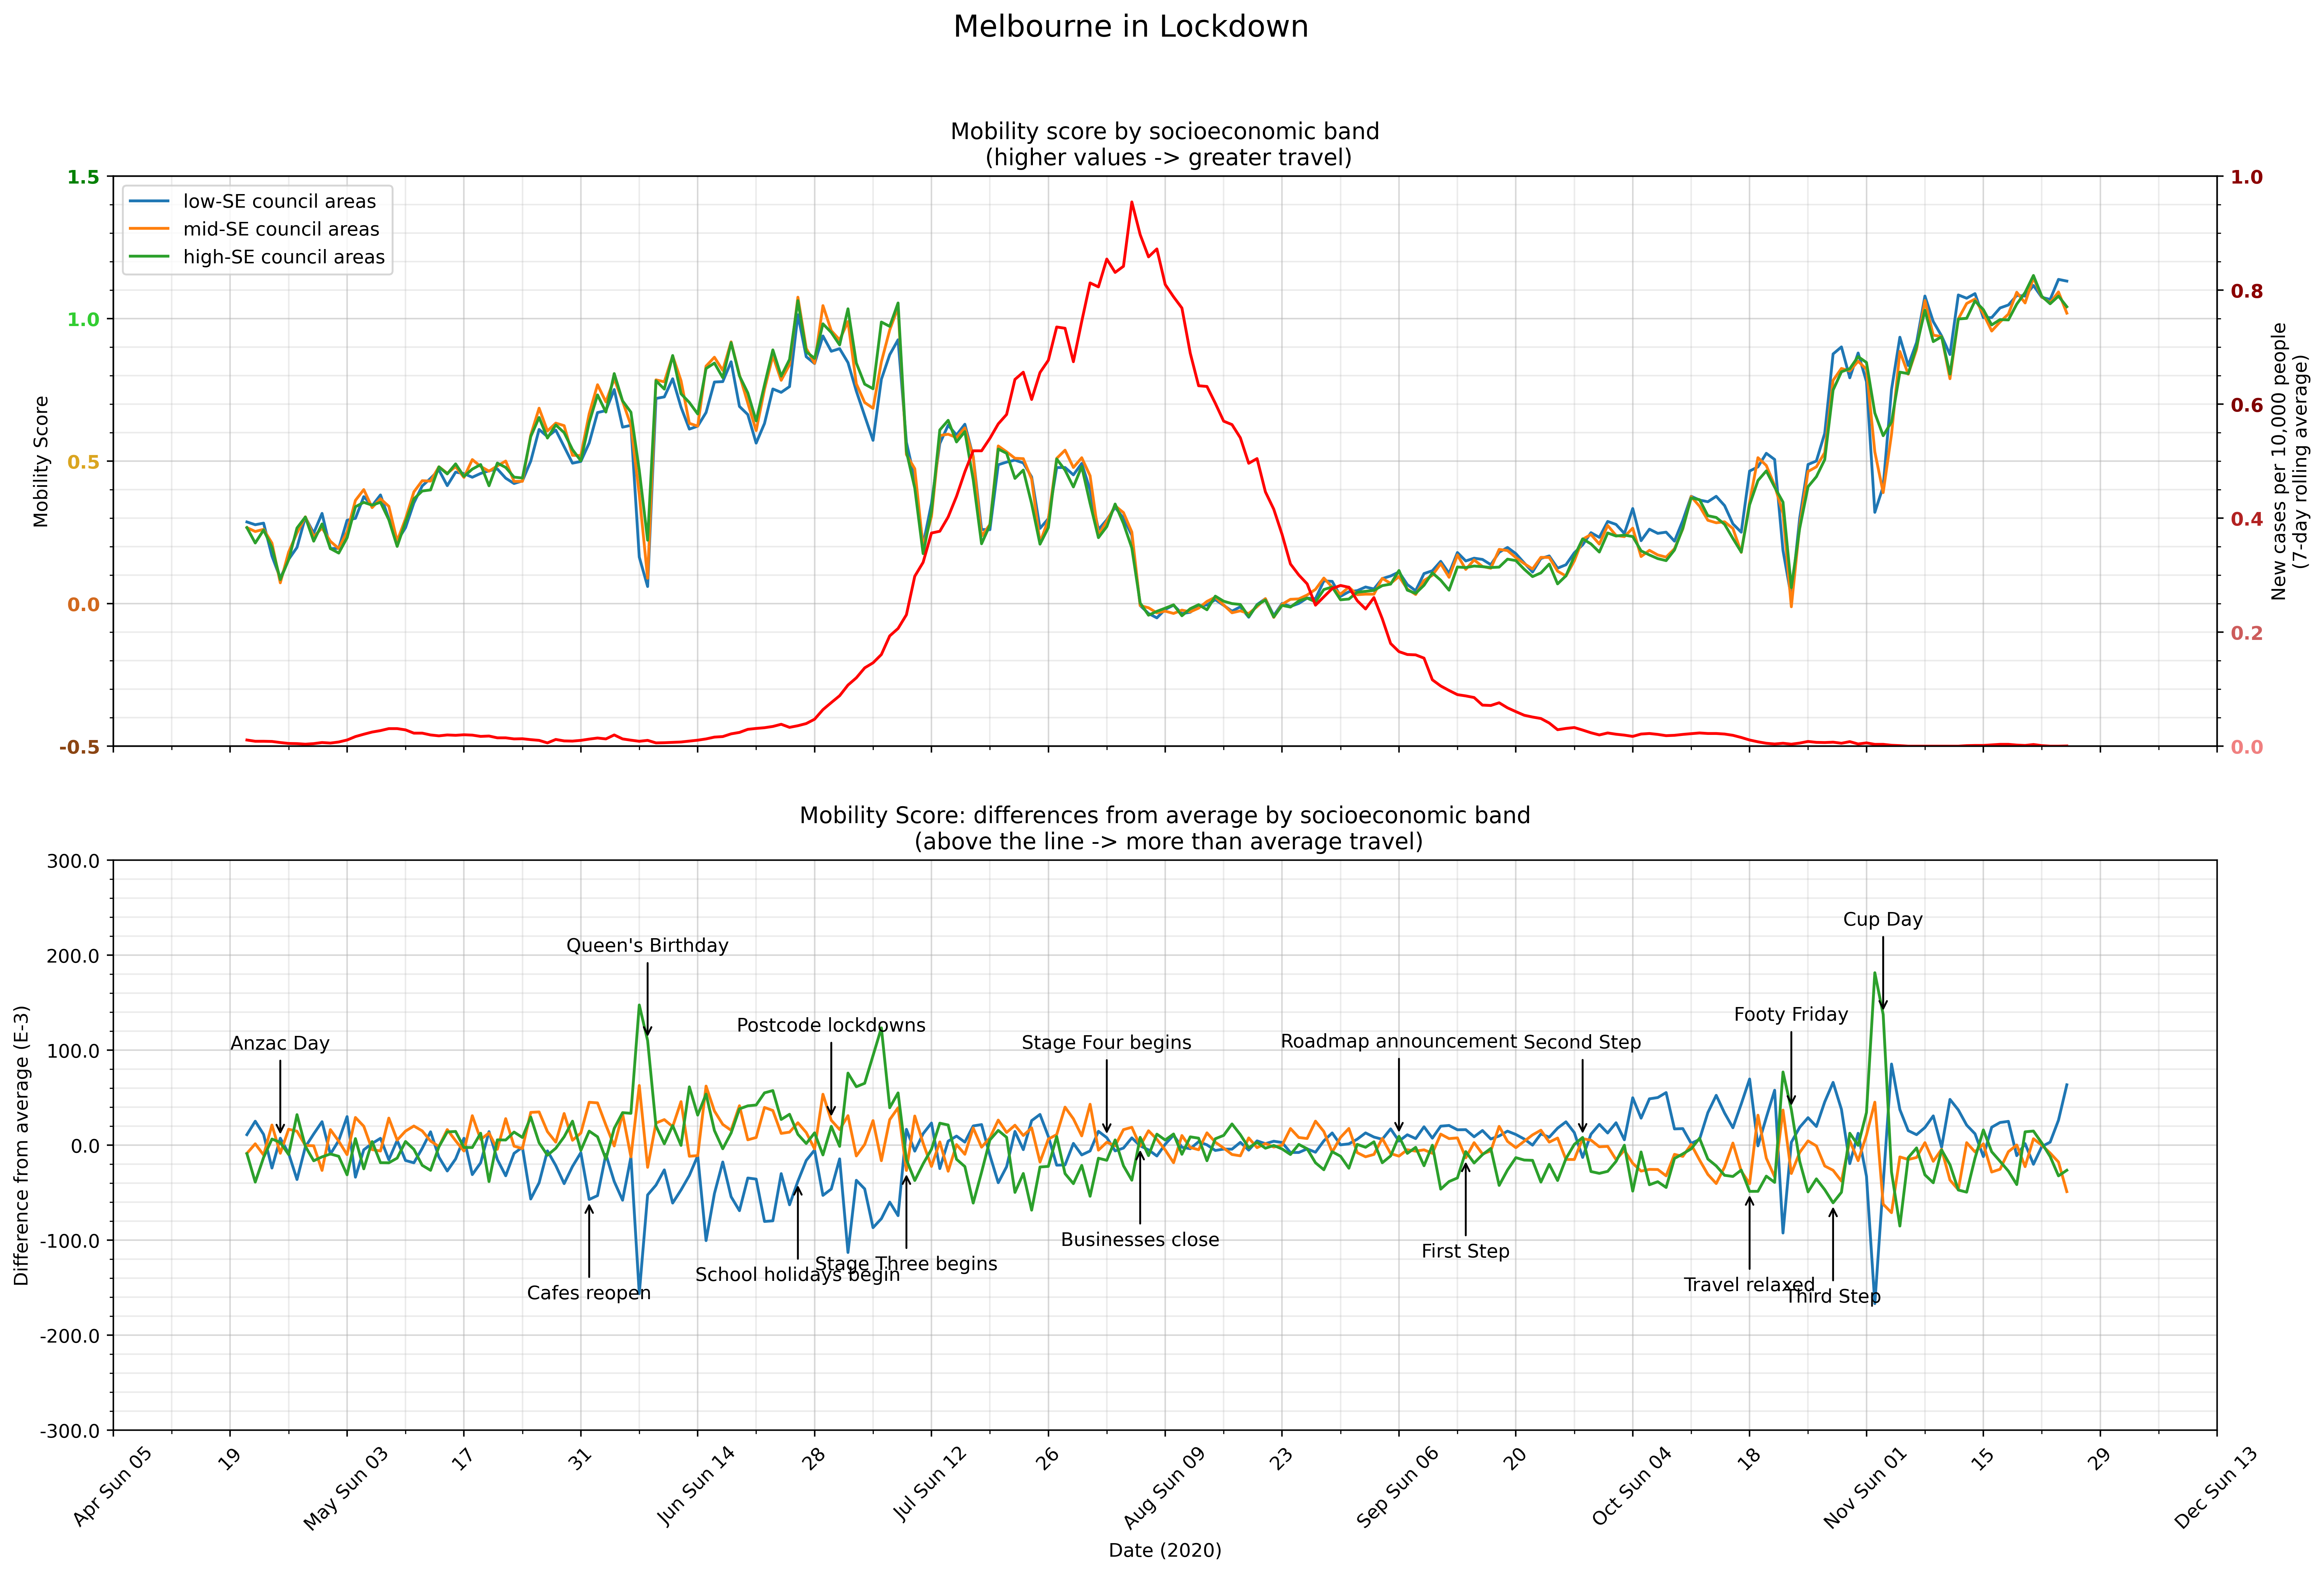 Melbourne in Lockdown
Mobility score by socioeconomic band
(higher values -> greater travel)
low-SE council areas
mid-SE council areas
high-SE council areas
1.5
1.0
0.5
0.0
-0.5
Mobility Score
1.0
0.8
0.6
0.4
0.2
0.0
New cases per 10,000 people
(7-day rolling average)
Mobility Score: differences from average by socioeconomic band
(above the line -> more than average travel)
300.0
200.0
100.0
0.0
-100.0
-200.0
-300.0
Difference from average (E-3)
Anzac Day
Queen's Birthday
Postcode lockdowns
Stage Four begins
Roadmap announcement
Second Step
Footy Friday
Cup Day
Cafes reopen
School holidays begin
Stage Three begins
Businesses close
First Step
Travel relaxed
Third Step
Apr Sun 05
19
May Sun 03
17
31
Jun Sun 14
28
Jul Sun 12
26
Aug Sun 09
23
Sep Sun 06
20
Oct Sun 04
18
Nov Sun 01
15
29
Dec Sun 13
Date (2020)